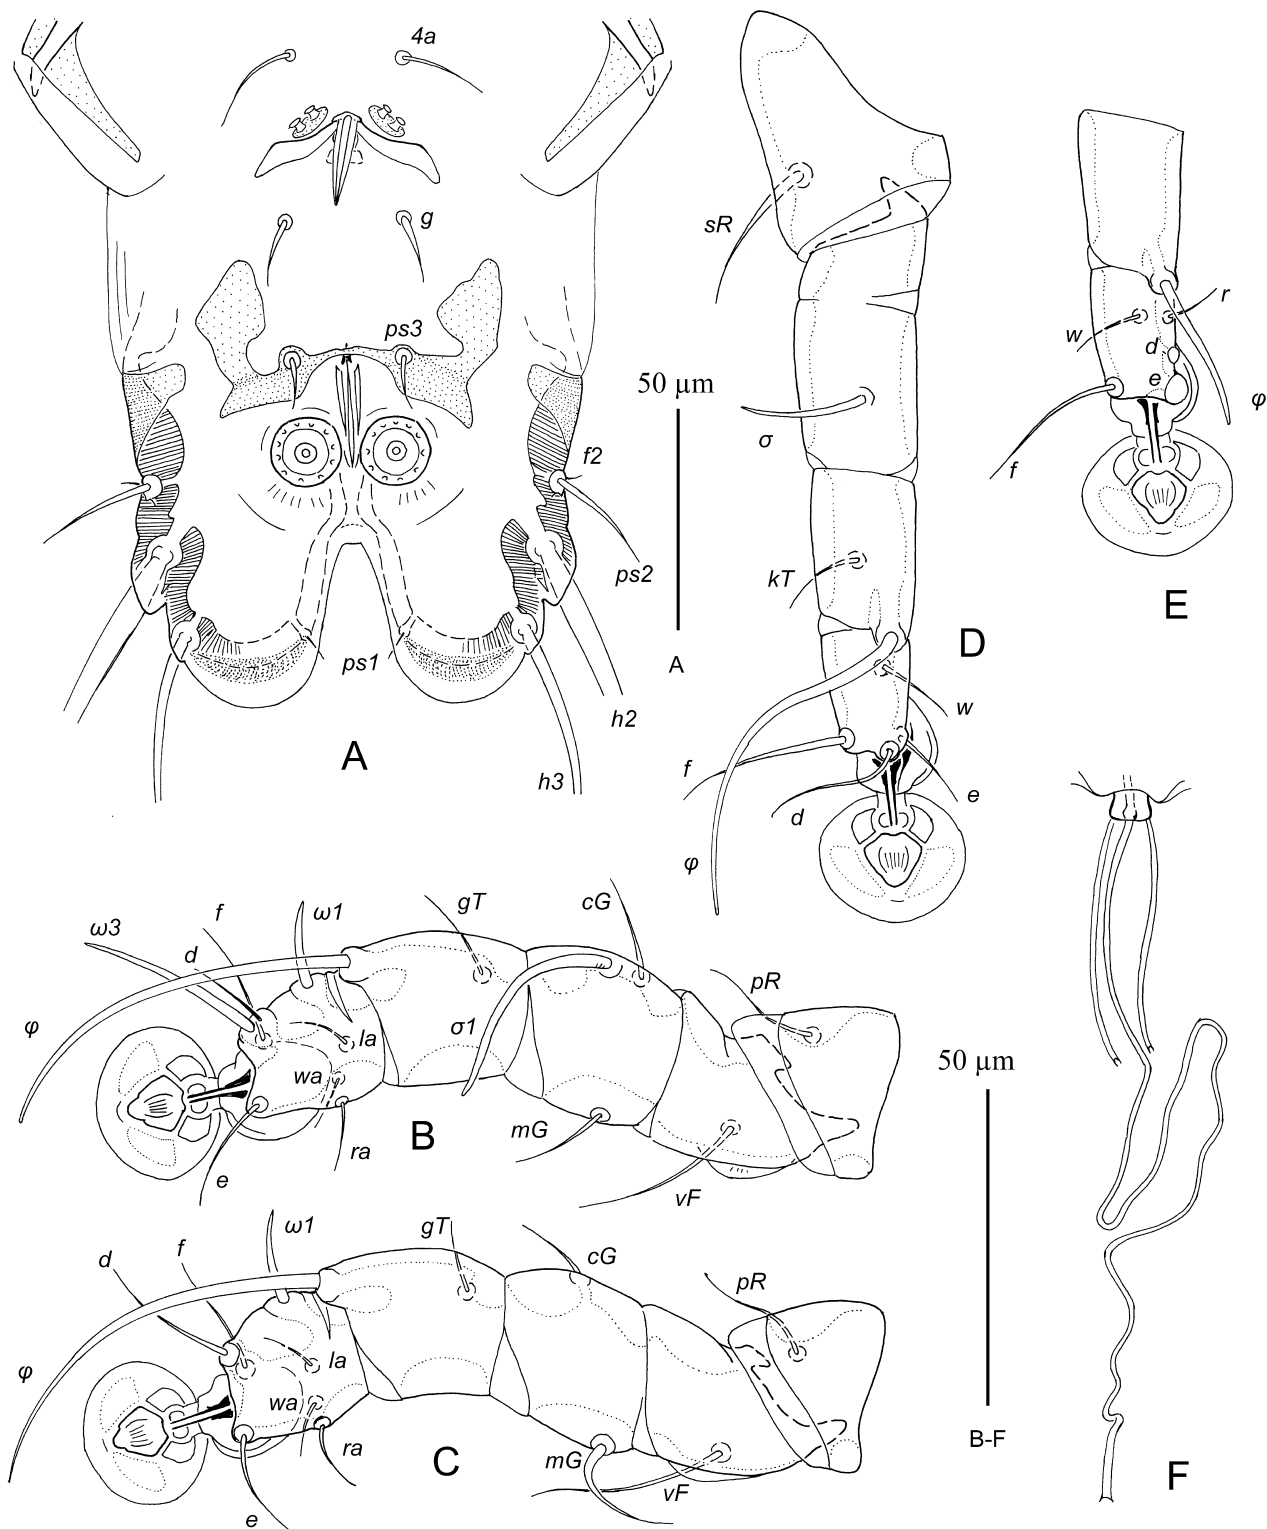 4a
g
ps3
f2
ps2
ps1
h2
h3
A
50 µm
A
sR
σ
kT
w
f
d
e
φ
D
w
r
d
e
f
φ
E
ω3
f
d
ω1
gT
cG
pR
φ
σ1
la
wa
ra
e
mG
vF
B
ω1
d
f
gT
cG
pR
φ
la
wa
ra
e
mG
vF
C
50 µm
B-F
F